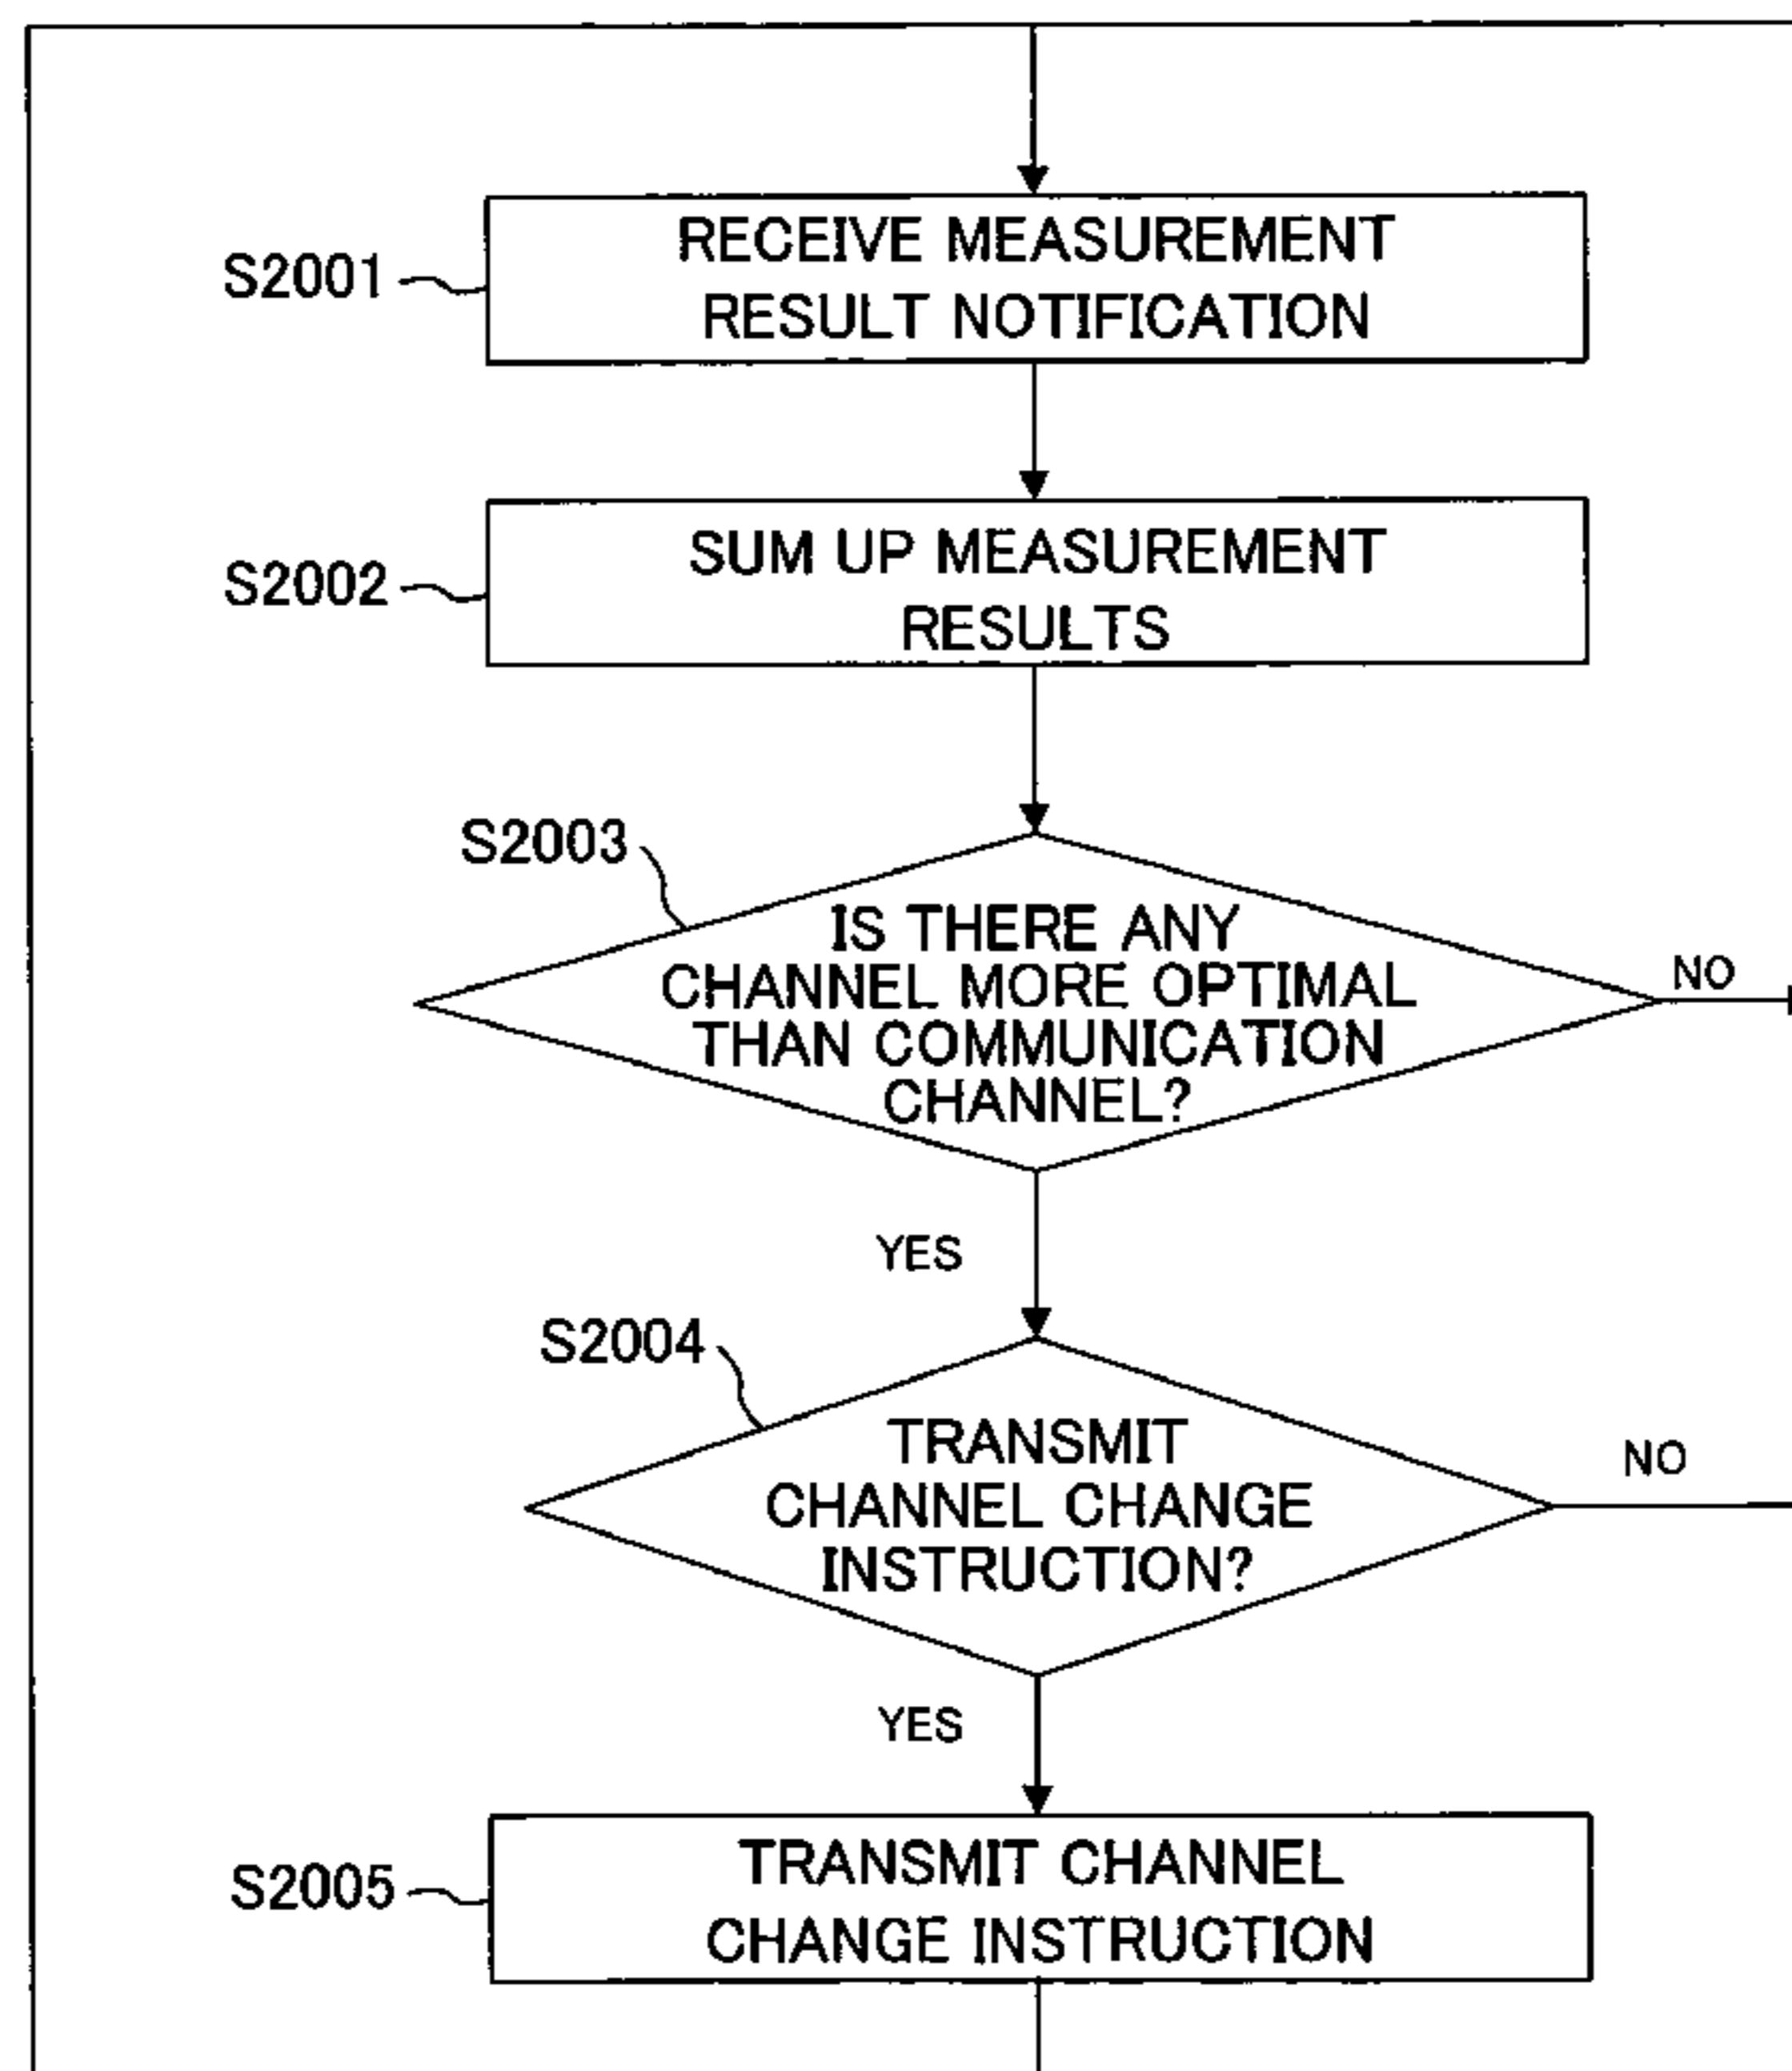 S2001
RECEIVE MEASUREMENT
RESULT NOTIFICATION
S2002
SUM UP MEASUREMENT
RESULTS
S2003
IS THERE ANY
CHANNEL MORE OPTIMAL
THAN COMMUNICATION
CHANNEL?
NO
YES
S2004
TRANSMIT
CHANNEL CHANGE
INSTRUCTION?
NO
YES
S2005
TRANSMIT CHANNEL
CHANGE INSTRUCTION